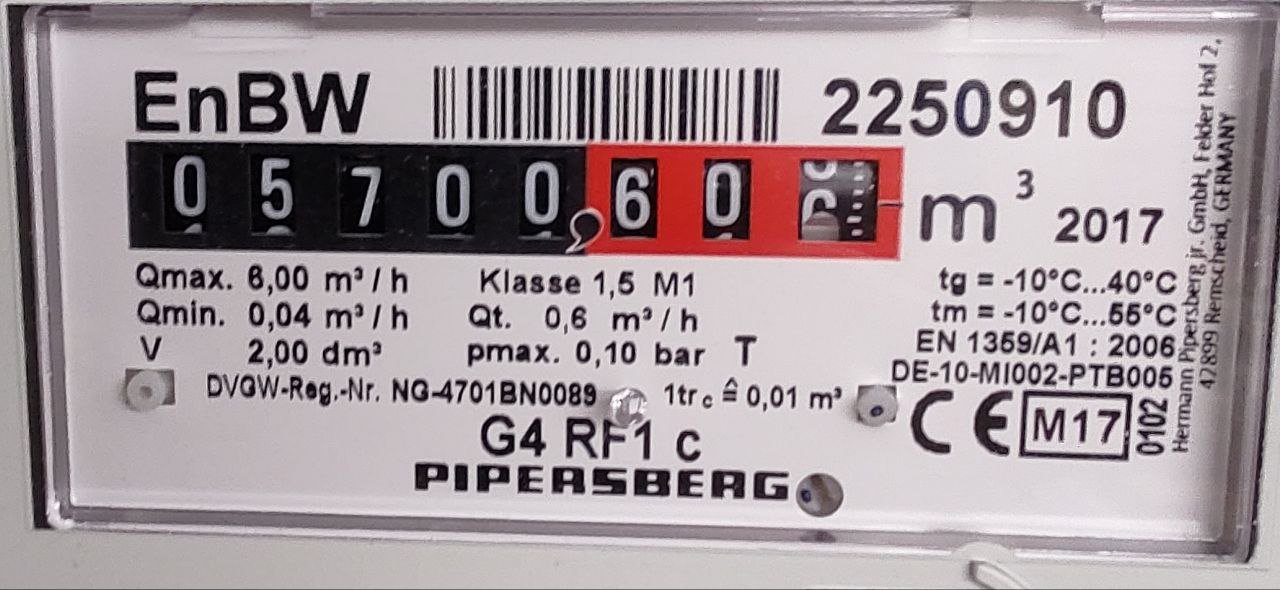 EnBW 2250910
05700,60 m³ 2017
Qmax. 6,00 m³/h Klasse 1,5 M1 tg = -10°C...40°C
Qmin. 0,04 m³/h Qt. 0,6 m³/h tm = -10°C...55°C
V 2,00 dm³ pmax. 0,10 bar T EN 1359/A1 : 2006
DVGW-Reg.-Nr. NG-4701BN0089 1tr c ≙ 0,01 m³ DE-10-MI002-PTB005
G4 RF1 c CE M17 0102
PIPERSBERG
Hermann Pipersberg jr. GmbH, Felder Hof 2,
42899 Remscheid, GERMANY